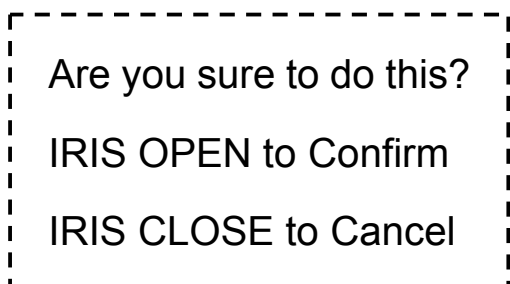 Are you sure to do this?
IRIS OPEN to Confirm
IRIS CLOSE to Cancel